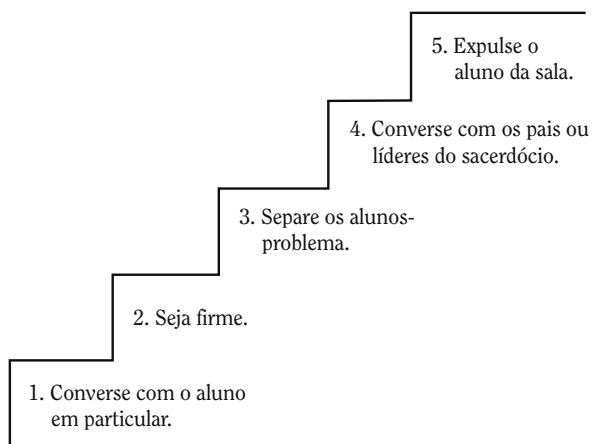 5. Expulse o
aluno da sala.
4. Converse com os pais ou
líderes do sacerdócio.
3. Separe os alunos-
problema.
2. Seja firme.
1. Converse com o aluno
em particular.